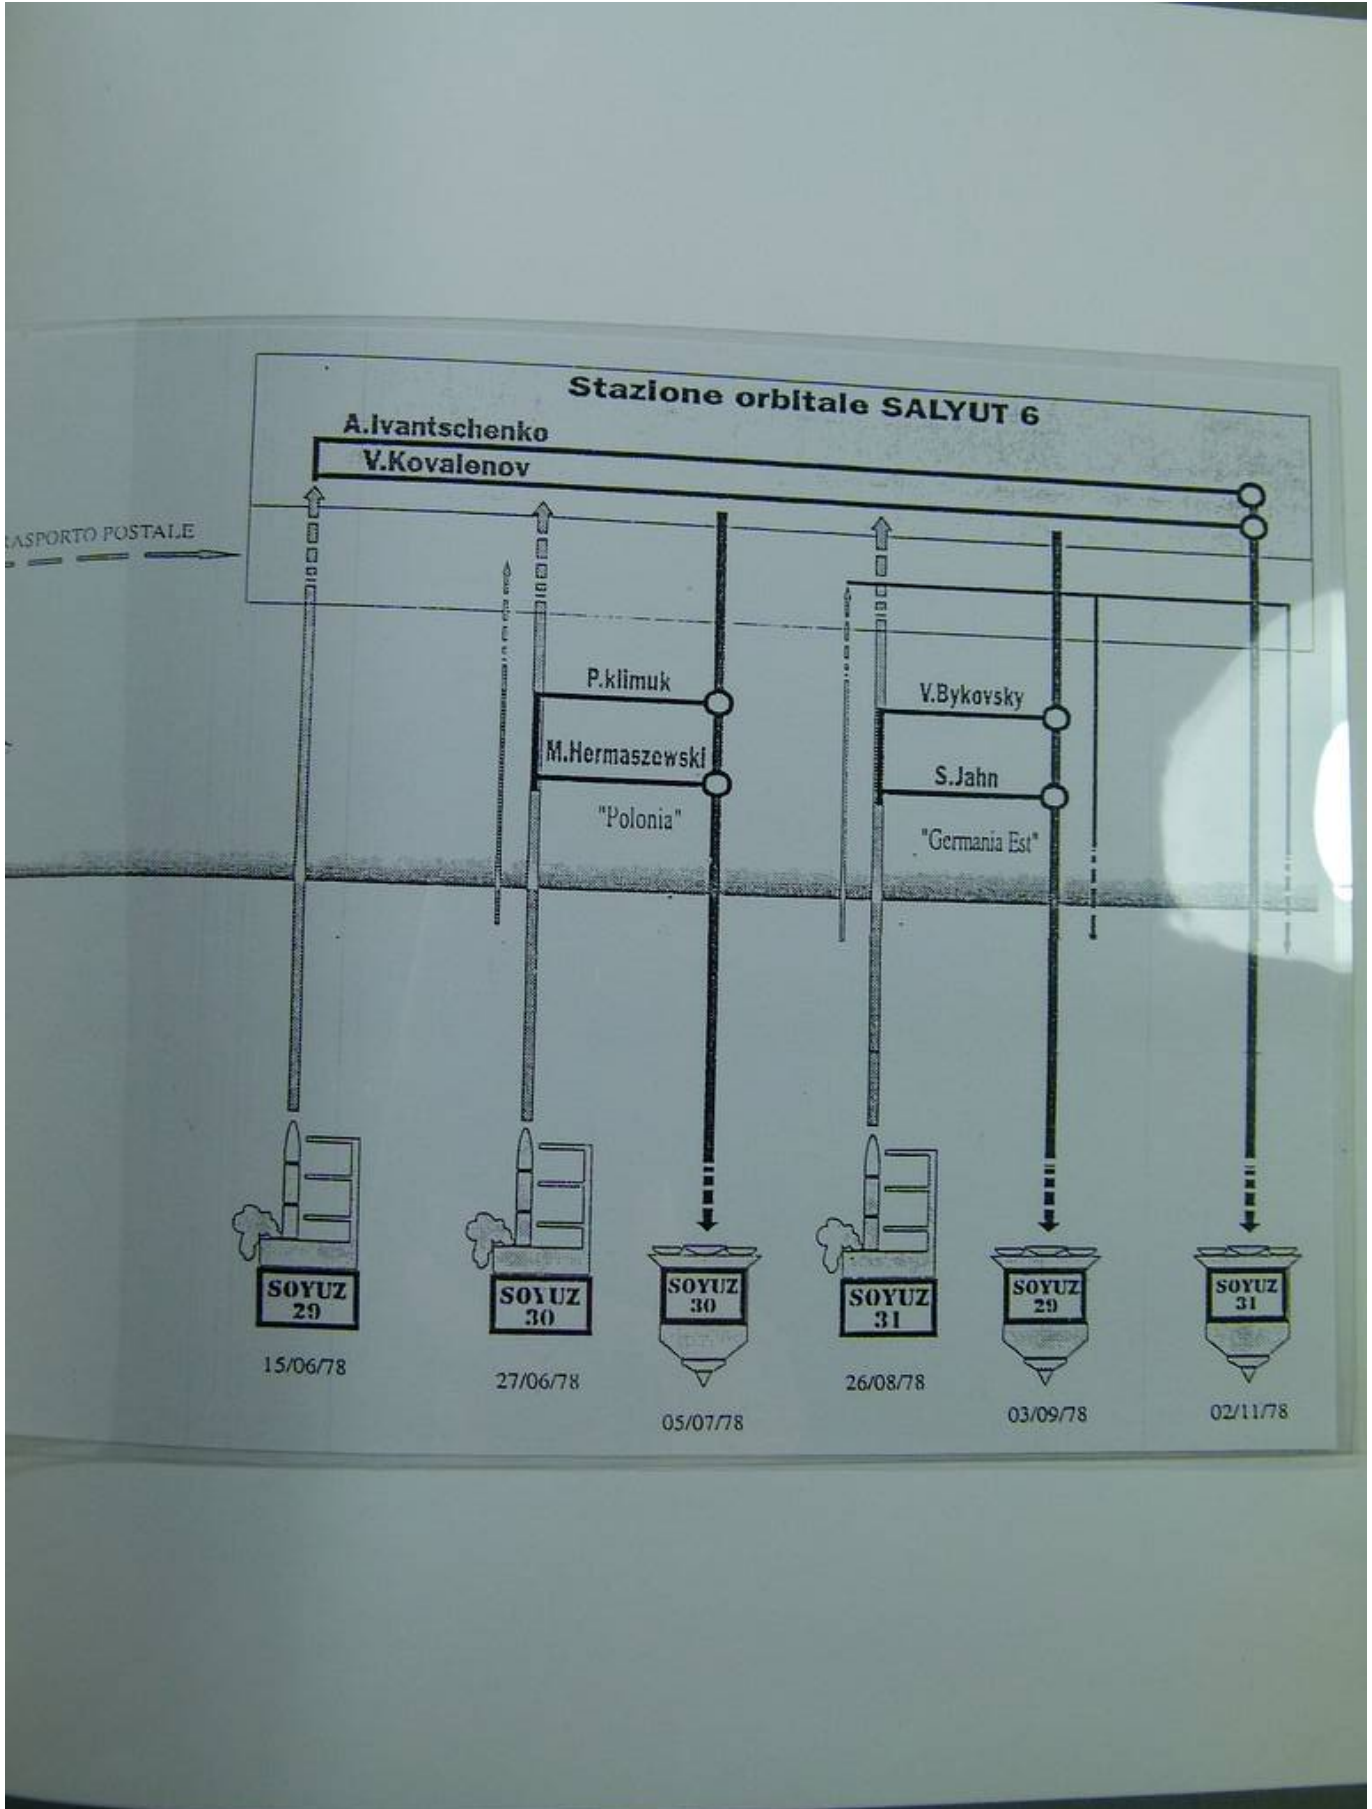 Stazione orbitale SALYUT 6
A.Ivantschenko
V.Kovalenov
RASPORTO POSTALE
P.klimuk
V.Bykovsky
M.Hermaszewski
S.Jahn
"Polonia"
"Germania Est"
SOYUZ
29
SOYUZ
30
SOYUZ
30
SOYUZ
31
SOYUZ
29
SOYUZ
31
15/06/78
27/06/78
05/07/78
26/08/78
03/09/78
02/11/78